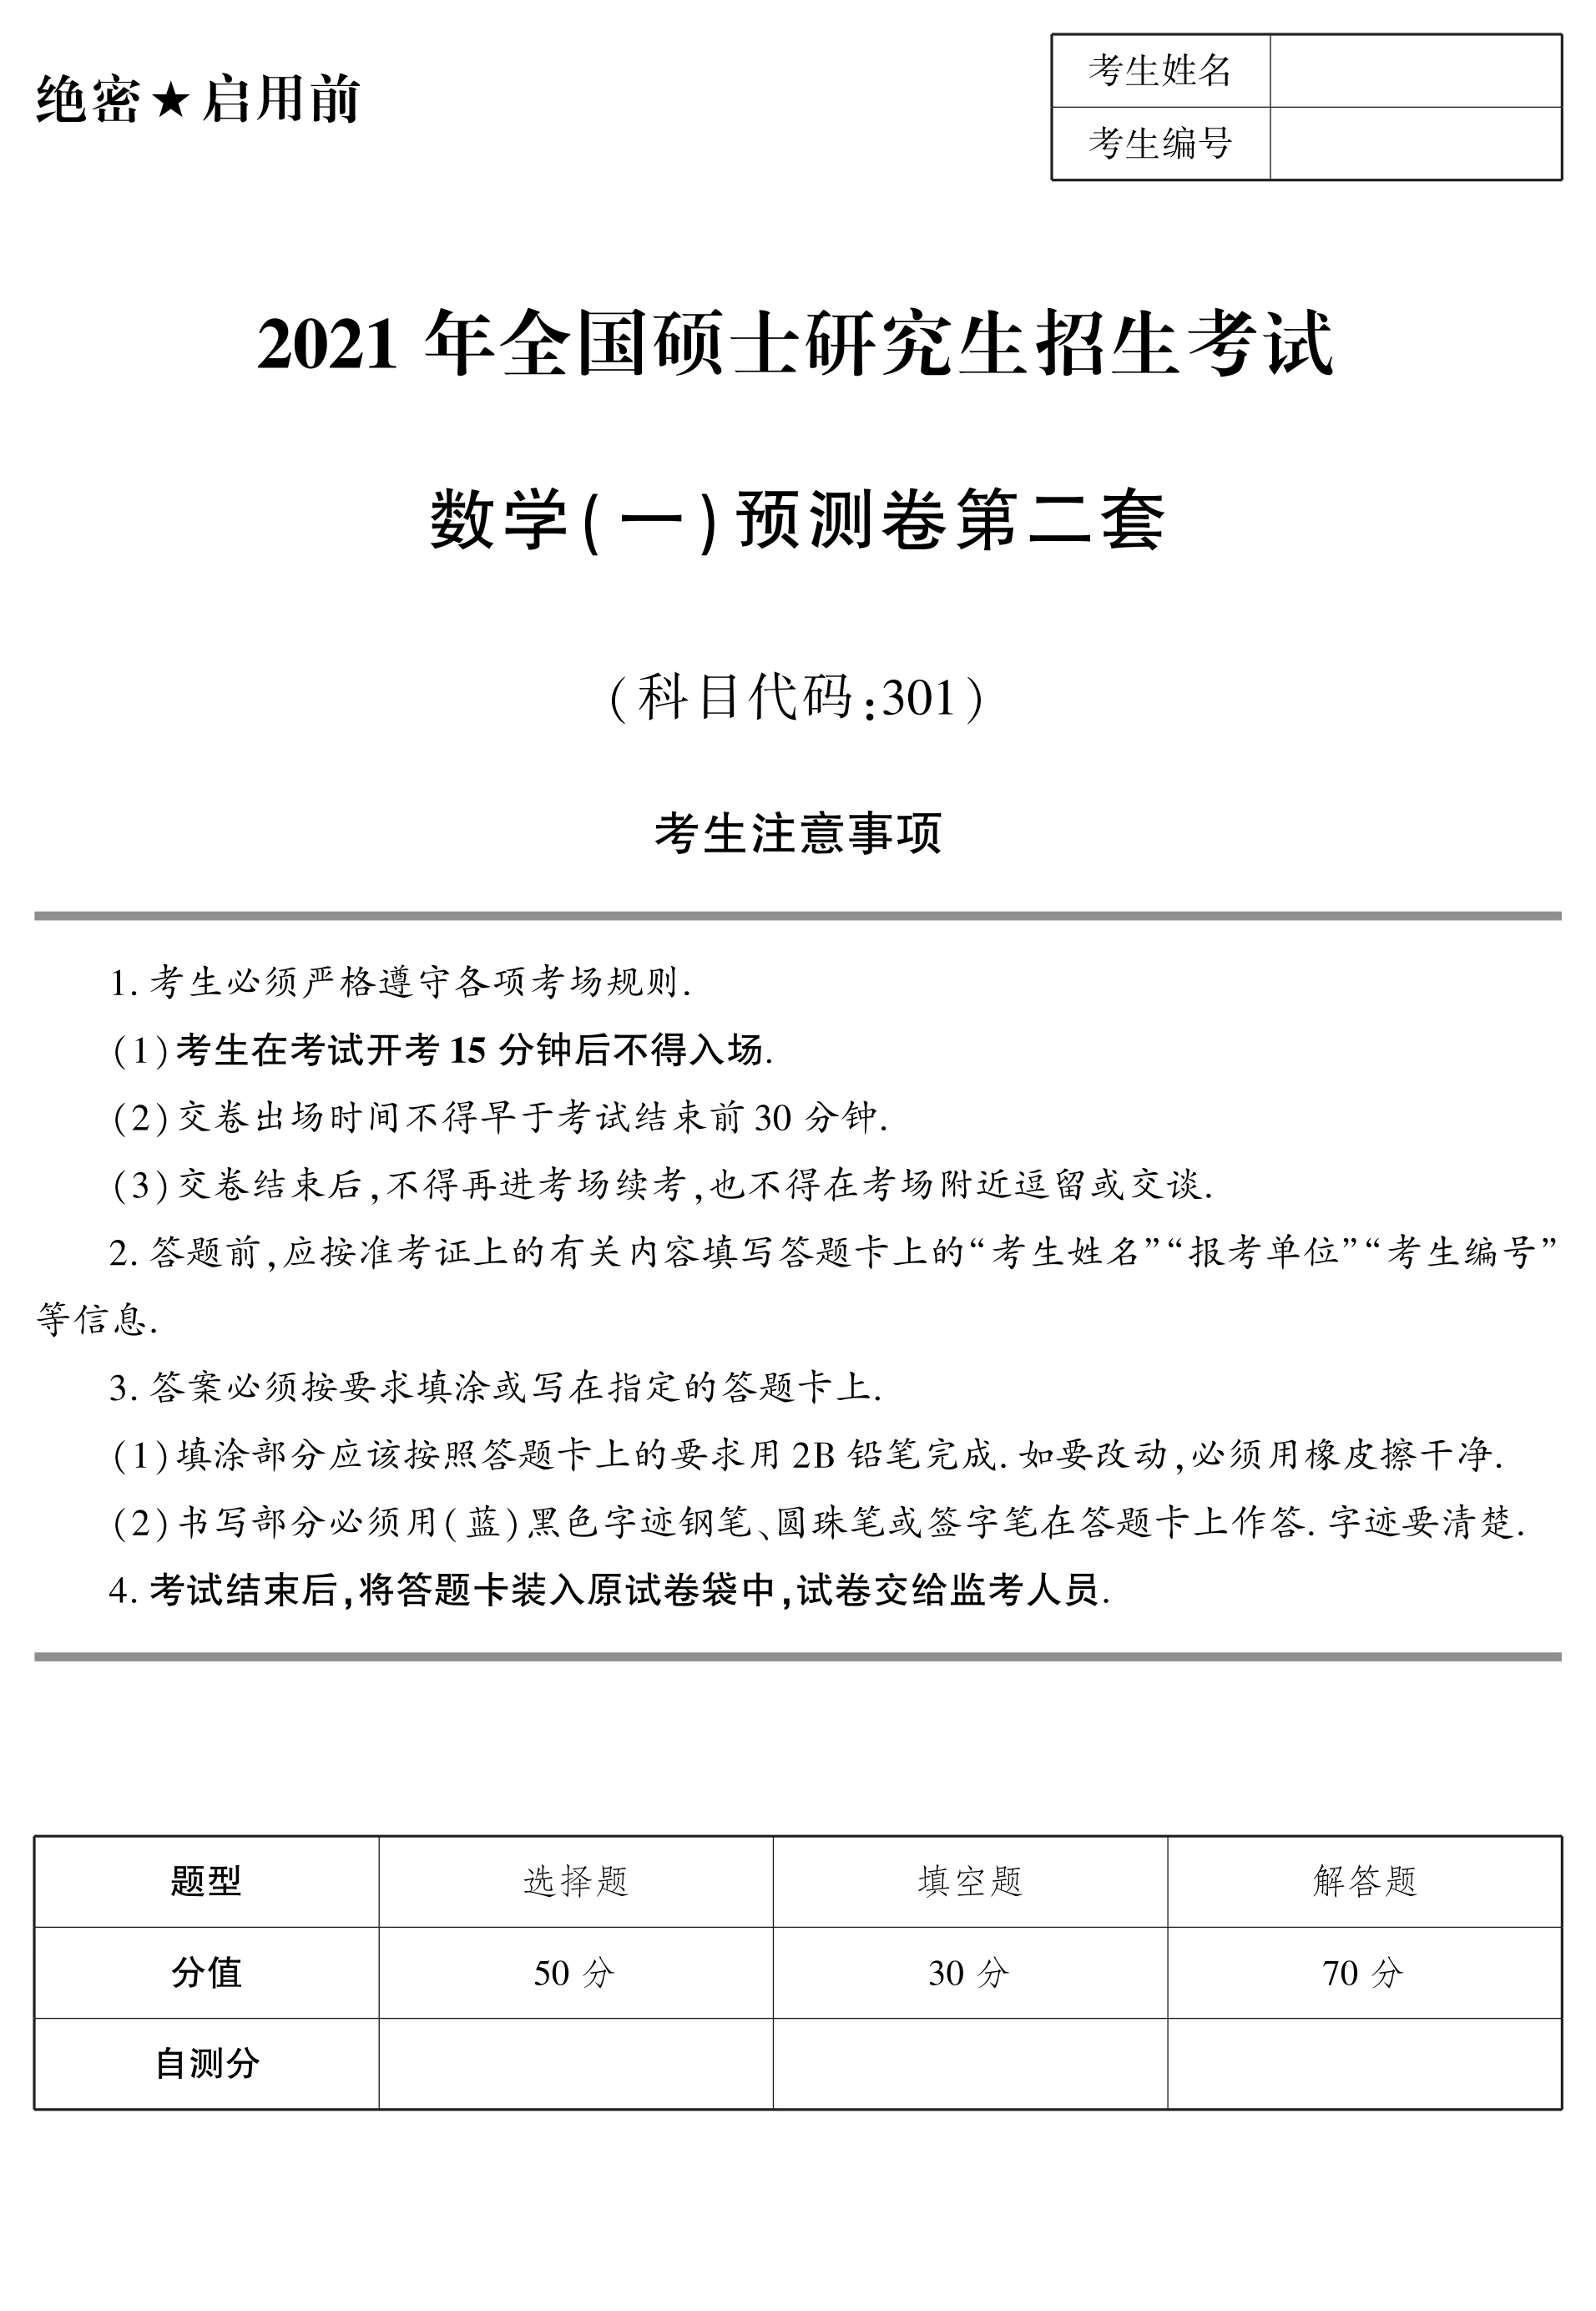 绝密★启用前
考生姓名
考生编号
2021 年全国硕士研究生招生考试
数学(一)预测卷第二套
(科目代码:301)
考生注意事项
1. 考生必须严格遵守各项考场规则.
(1)考生在考试开考 15 分钟后不得入场.
(2)交卷出场时间不得早于考试结束前 30 分钟.
(3)交卷结束后,不得再进考场续考,也不得在考场附近逗留或交谈.
2. 答题前,应按准考证上的有关内容填写答题卡上的“考生姓名”“报考单位”“考生编号”
等信息.
3. 答案必须按要求填涂或写在指定的答题卡上.
(1)填涂部分应该按照答题卡上的要求用 2B 铅笔完成. 如要改动,必须用橡皮擦干净.
(2)书写部分必须用(蓝)黑色字迹钢笔、圆珠笔或签字笔在答题卡上作答. 字迹要清楚.
4. 考试结束后,将答题卡装入原试卷袋中,试卷交给监考人员.
题型 选择题 填空题 解答题
分值 50 分 30 分 70 分
自测分